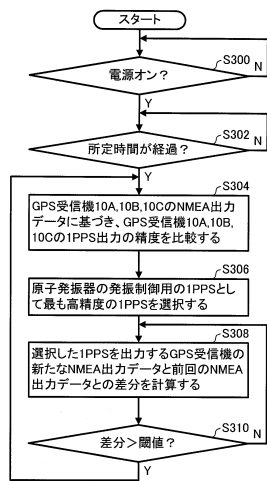 スタート
S300
電源オン?
N
Y
S302
所定時間が経過?
N
Y
S304
GPS受信機10A,10B,10CのNMEA出力
データに基づき、GPS受信機10A,10B,
10Cの1PPS出力の精度を比較する
S306
原子発振器の発振制御用の1PPSとし
て最も高精度の1PPSを選択する
S308
選択した1PPSを出力するGPS受信機の
新たなNMEA出力データと前回のNMEA
出力データとの差分を計算する
S310
差分>閾値?
N
Y